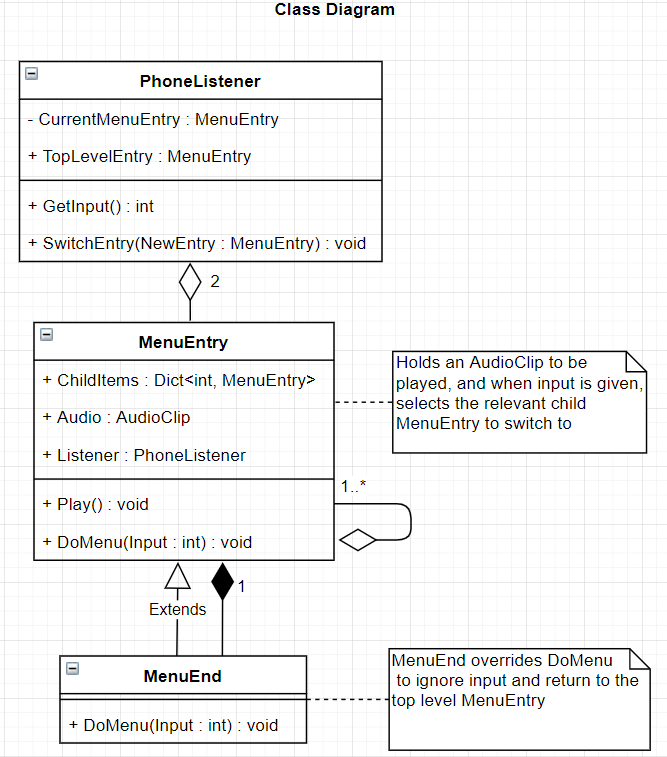 Class Diagram
PhoneListener
- CurrentMenuEntry : MenuEntry
+ TopLevelEntry : MenuEntry
+ GetInput() : int
+ SwitchEntry(NewEntry : MenuEntry) : void
2
MenuEntry
+ ChildItems : Dict<int, MenuEntry>
+ Audio : AudioClip
+ Listener : PhoneListener
+ Play() : void
+ DoMenu(Input : int) : void
Holds an AudioClip to be
played, and when input is given,
selects the relevant child
MenuEntry to switch to
1..*
Extends
1
MenuEnd
+ DoMenu(Input : int) : void
MenuEnd overrides DoMenu
to ignore input and return to the
top level MenuEntry